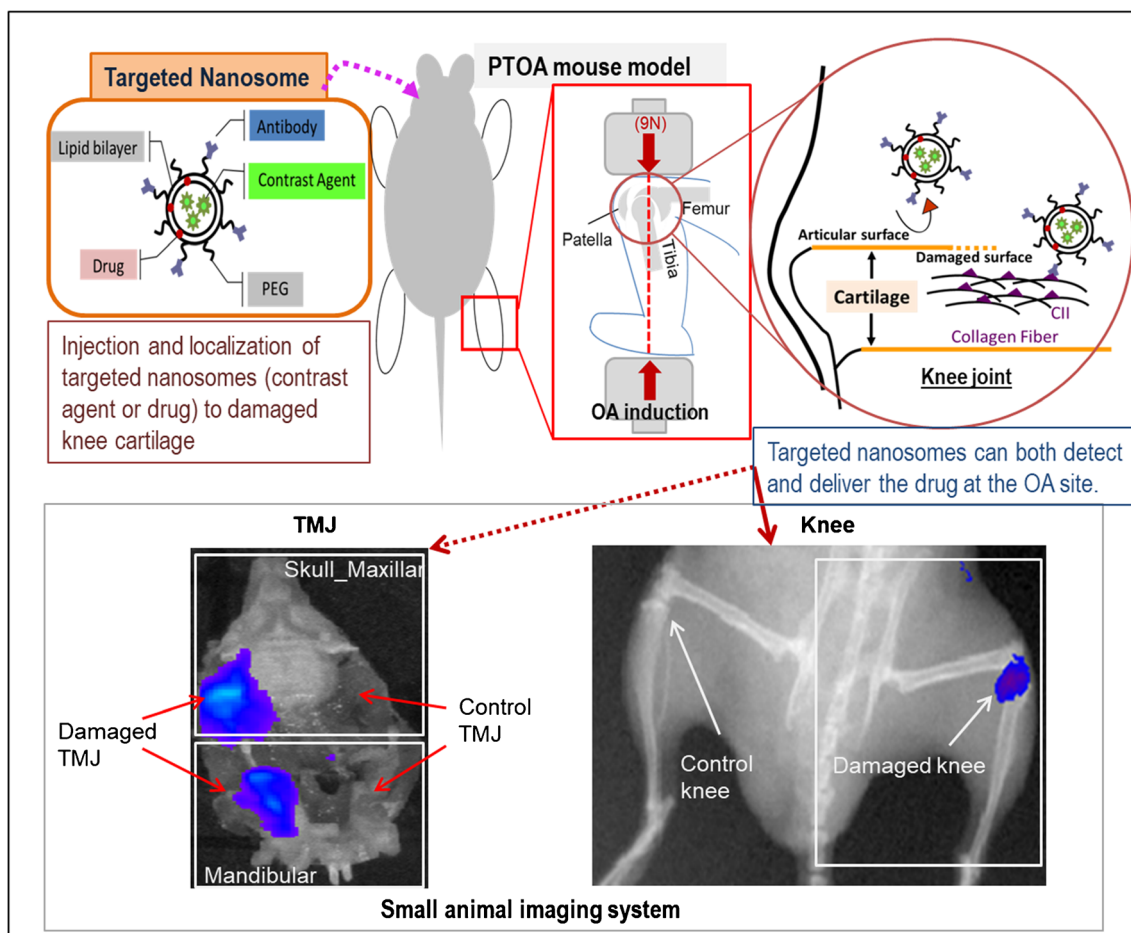 Targeted Nanosome
Lipid bilayer
Antibody
Contrast Agent
Drug
PEG
Injection and localization of
targeted nanosomes (contrast
agent or drug) to damaged
knee cartilage
PTOA mouse model
(9N)
Patella
Femur
Tibia
OA induction
Articular surface
Damaged surface
Cartilage
CII
Collagen Fiber
Knee joint
Targeted nanosomes can both detect
and deliver the drug at the OA site.
TMJ
Skull_Maxillar
Damaged
TMJ
Control
TMJ
Mandibular
Knee
Control
knee
Damaged knee
Small animal imaging system